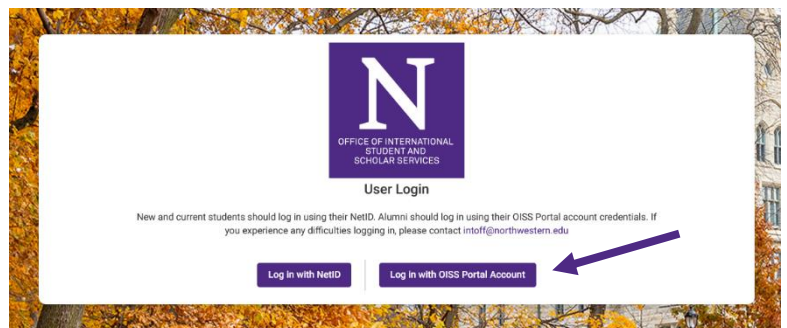 N
OFFICE OF INTERNATIONAL
STUDENT AND
SCHOLAR SERVICES
User Login
New and current students should log in using their NetID. Alumni should log in using their OISS Portal account credentials. If
you experience any difficulties logging in, please contact intoff@northwestern.edu
Log in with NetID
Log in with OISS Portal Account